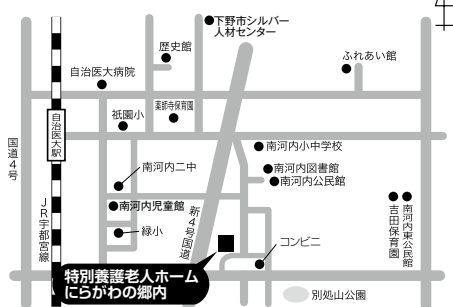 下野市シルバー
人材センター
歴史館
ふれあい館
自治医大病院
薬師寺保育園
祇園小
自治医大駅
国道4号
南河内小中学校
南河内二中
南河内図書館
南河内公民館
JR宇都宮線
南河内児童館
新4号国道
吉田保育園
南河内東公民館
緑小
コンビニ
特別養護老人ホーム
にらがわの郷内
別処山公園